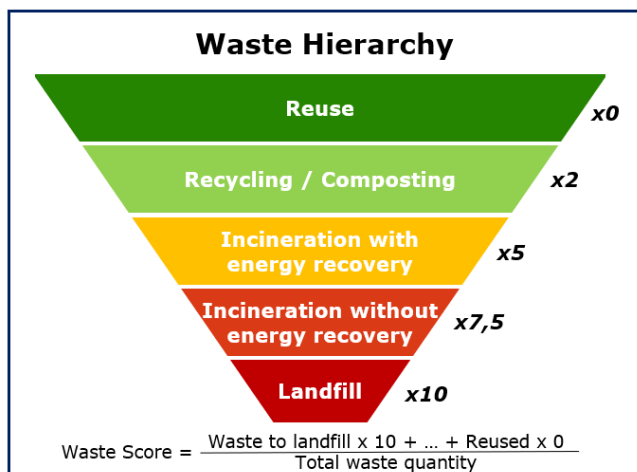 Waste Hierarchy
Reuse
x0
Recycling / Composting
x2
Incineration with
energy recovery
x5
Incineration without
energy recovery
x7,5
Landfill
x10
Waste Score = Waste to landfill x 10 + ... + Reused x 0
Total waste quantity